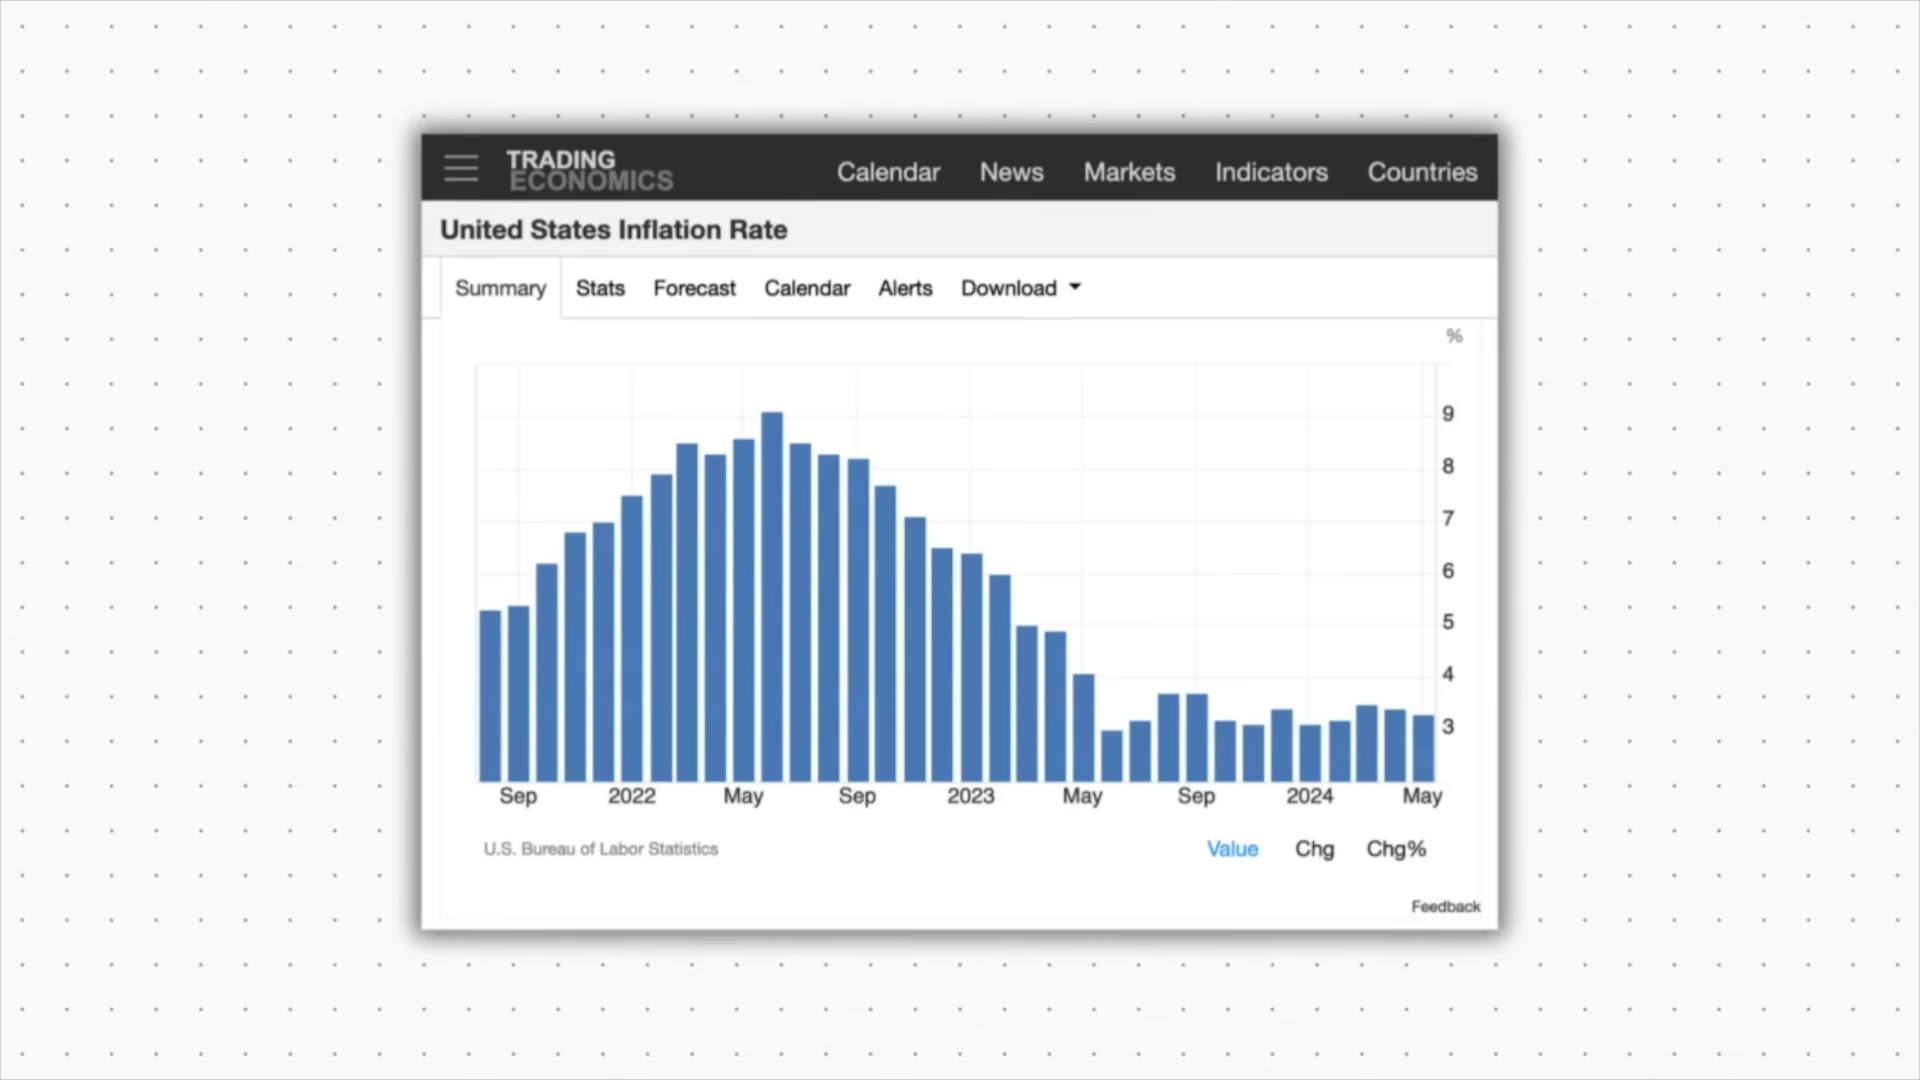 TRADING
ECONOMICS
Calendar News Markets Indicators Countries
United States Inflation Rate
Summary Stats Forecast Calendar Alerts Download
%
9
8
7
6
5
4
3
Sep 2022 May Sep 2023 May Sep 2024 May
U.S. Bureau of Labor Statistics
Value Chg Chg%
Feedback